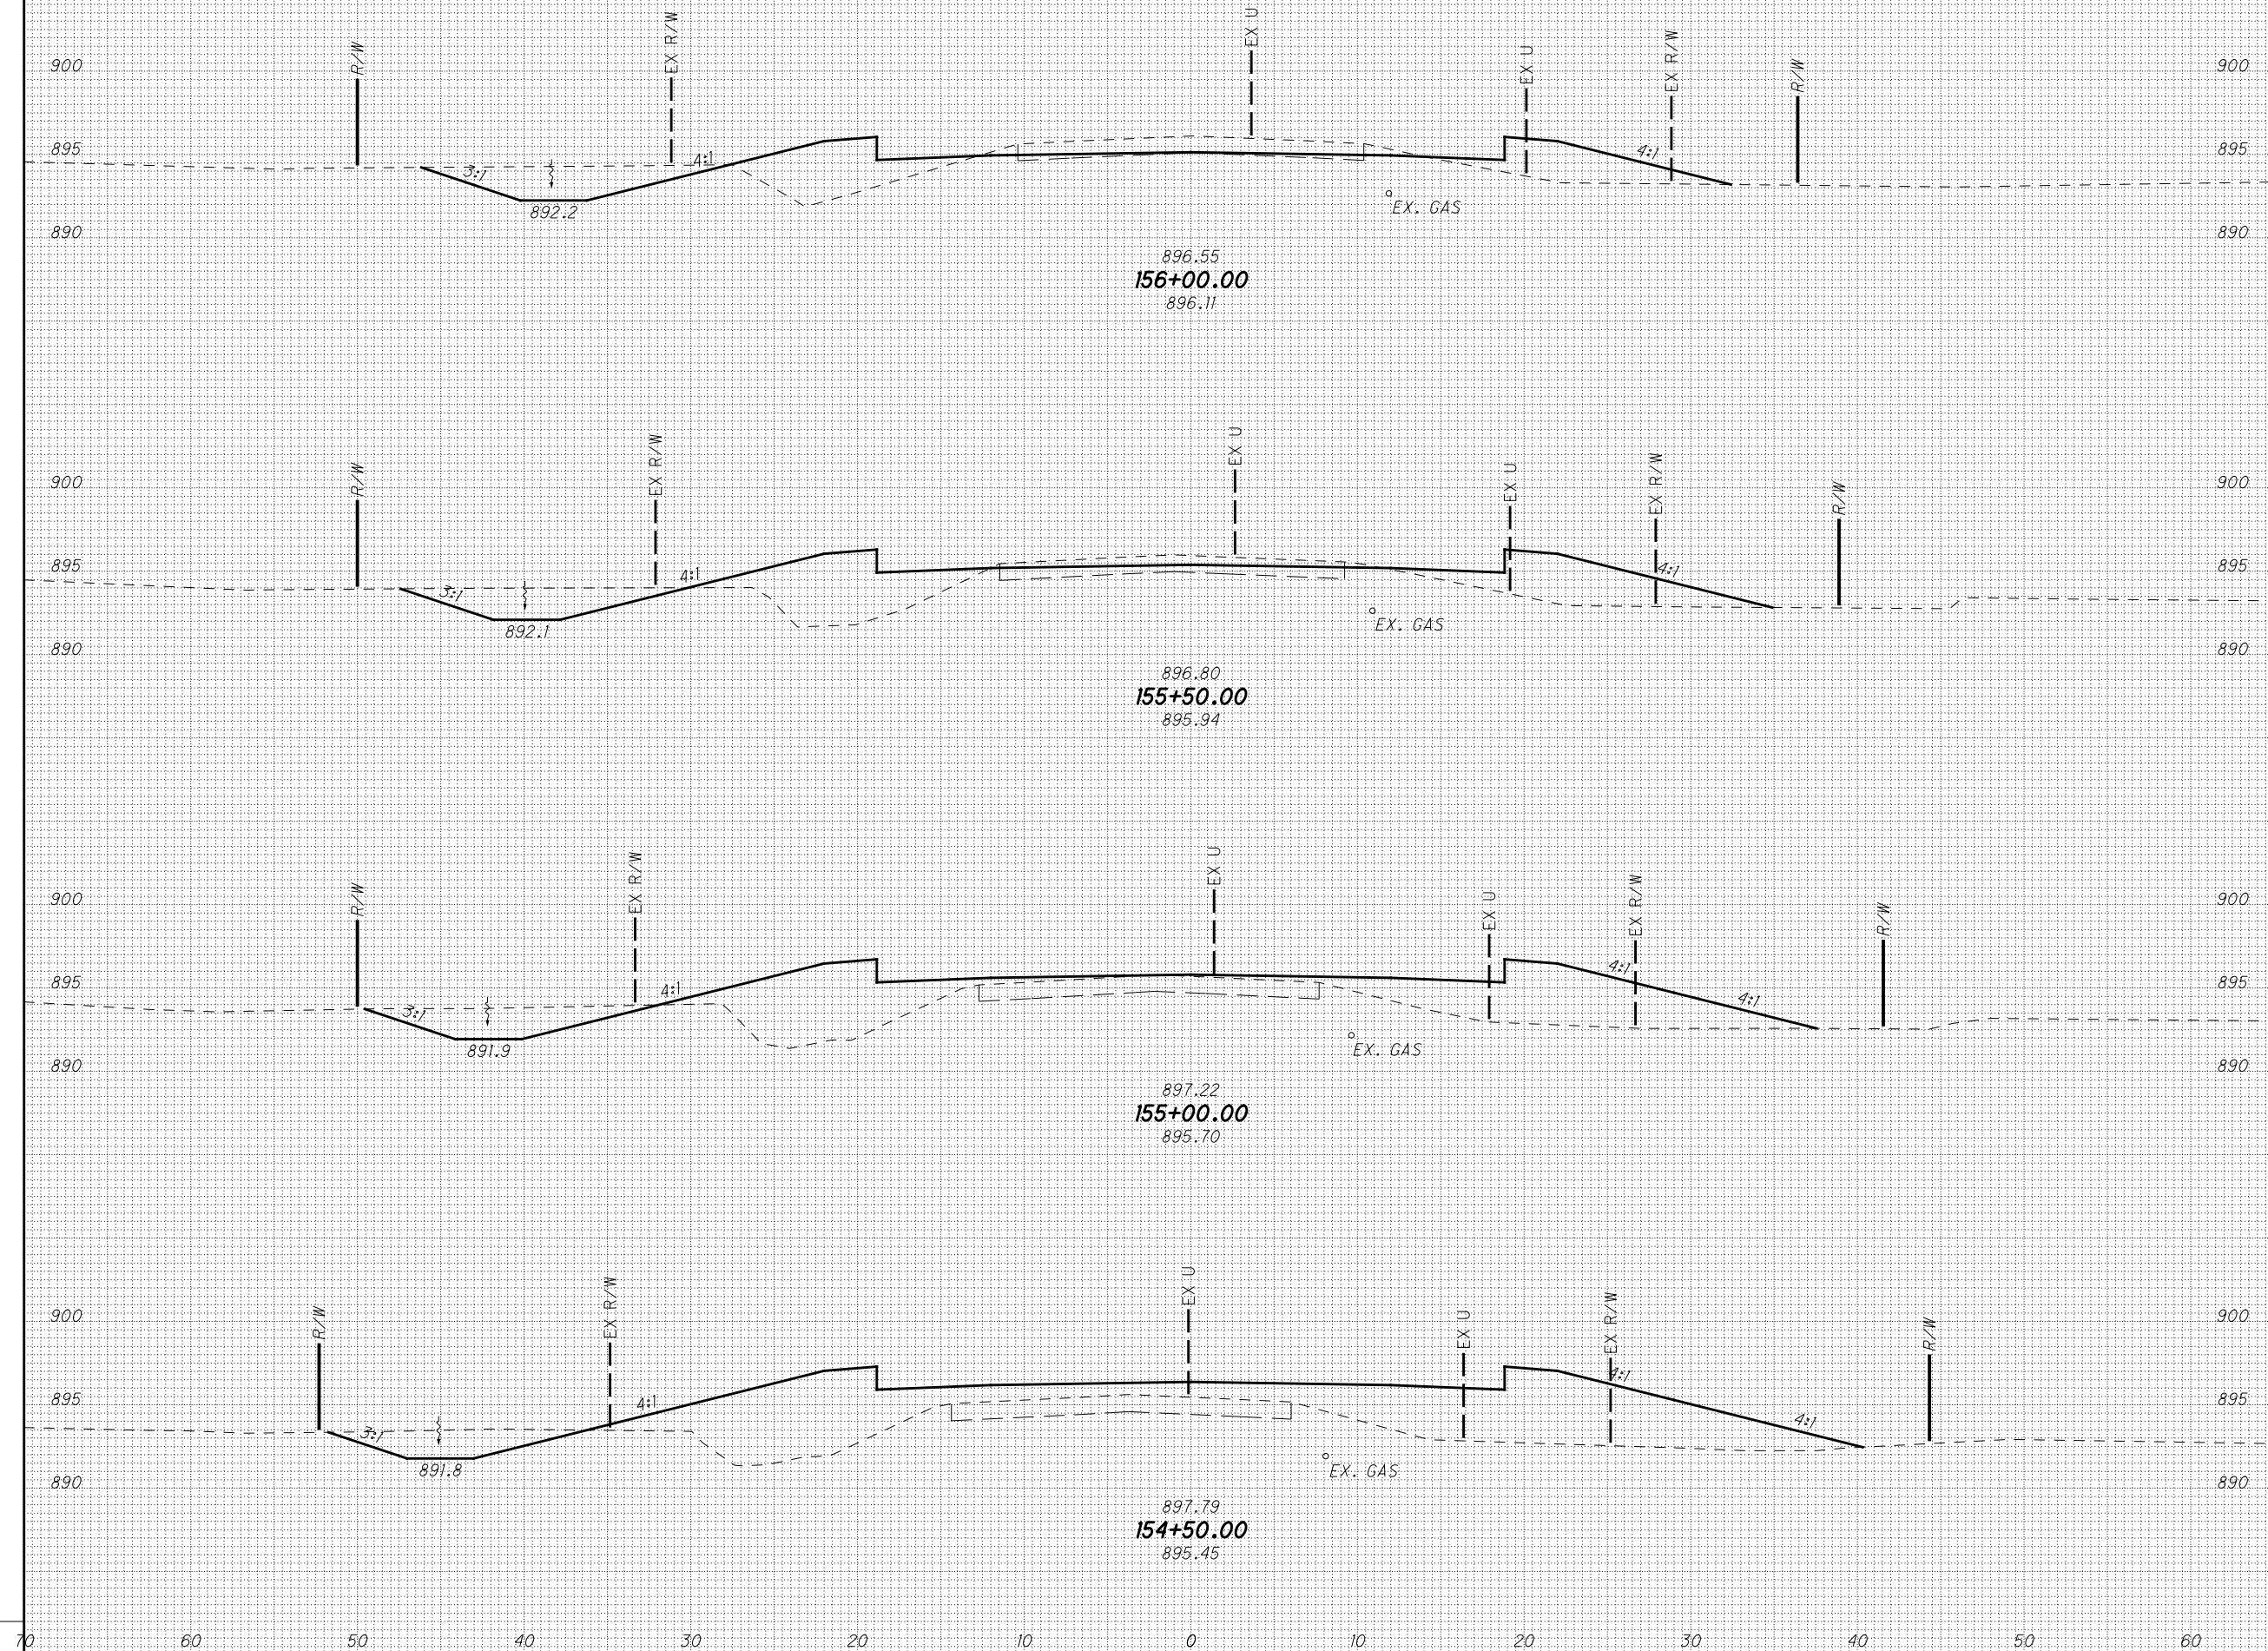 EX U
EX R/W
EX R/W
EX U
R/W
R/W
900
900
895
4:1
4:1
895
3:1
892.2
EX. GAS
890
890
896.55
156+00.00
896.11
EX U
EX R/W
EX R/W
R/W
EX U
R/W
900
900
895
4:1
4:1
895
3:1
892.1
EX. GAS
890
890
896.80
155+50.00
895.94
EX U
EX R/W
EX R/W
R/W
EX U
R/W
900
900
895
4:1
4:1
4:1
895
3:1
891.9
EX. GAS
890
890
897.22
155+00.00
895.70
EX U
EX R/W
EX R/W
R/W
EX U
R/W
900
900
895
4:1
4:1
4:1
895
3:1
891.8
EX. GAS
890
890
897.79
154+50.00
895.45
70 60 50 40 30 20 10 0 10 20 30 40 50 60